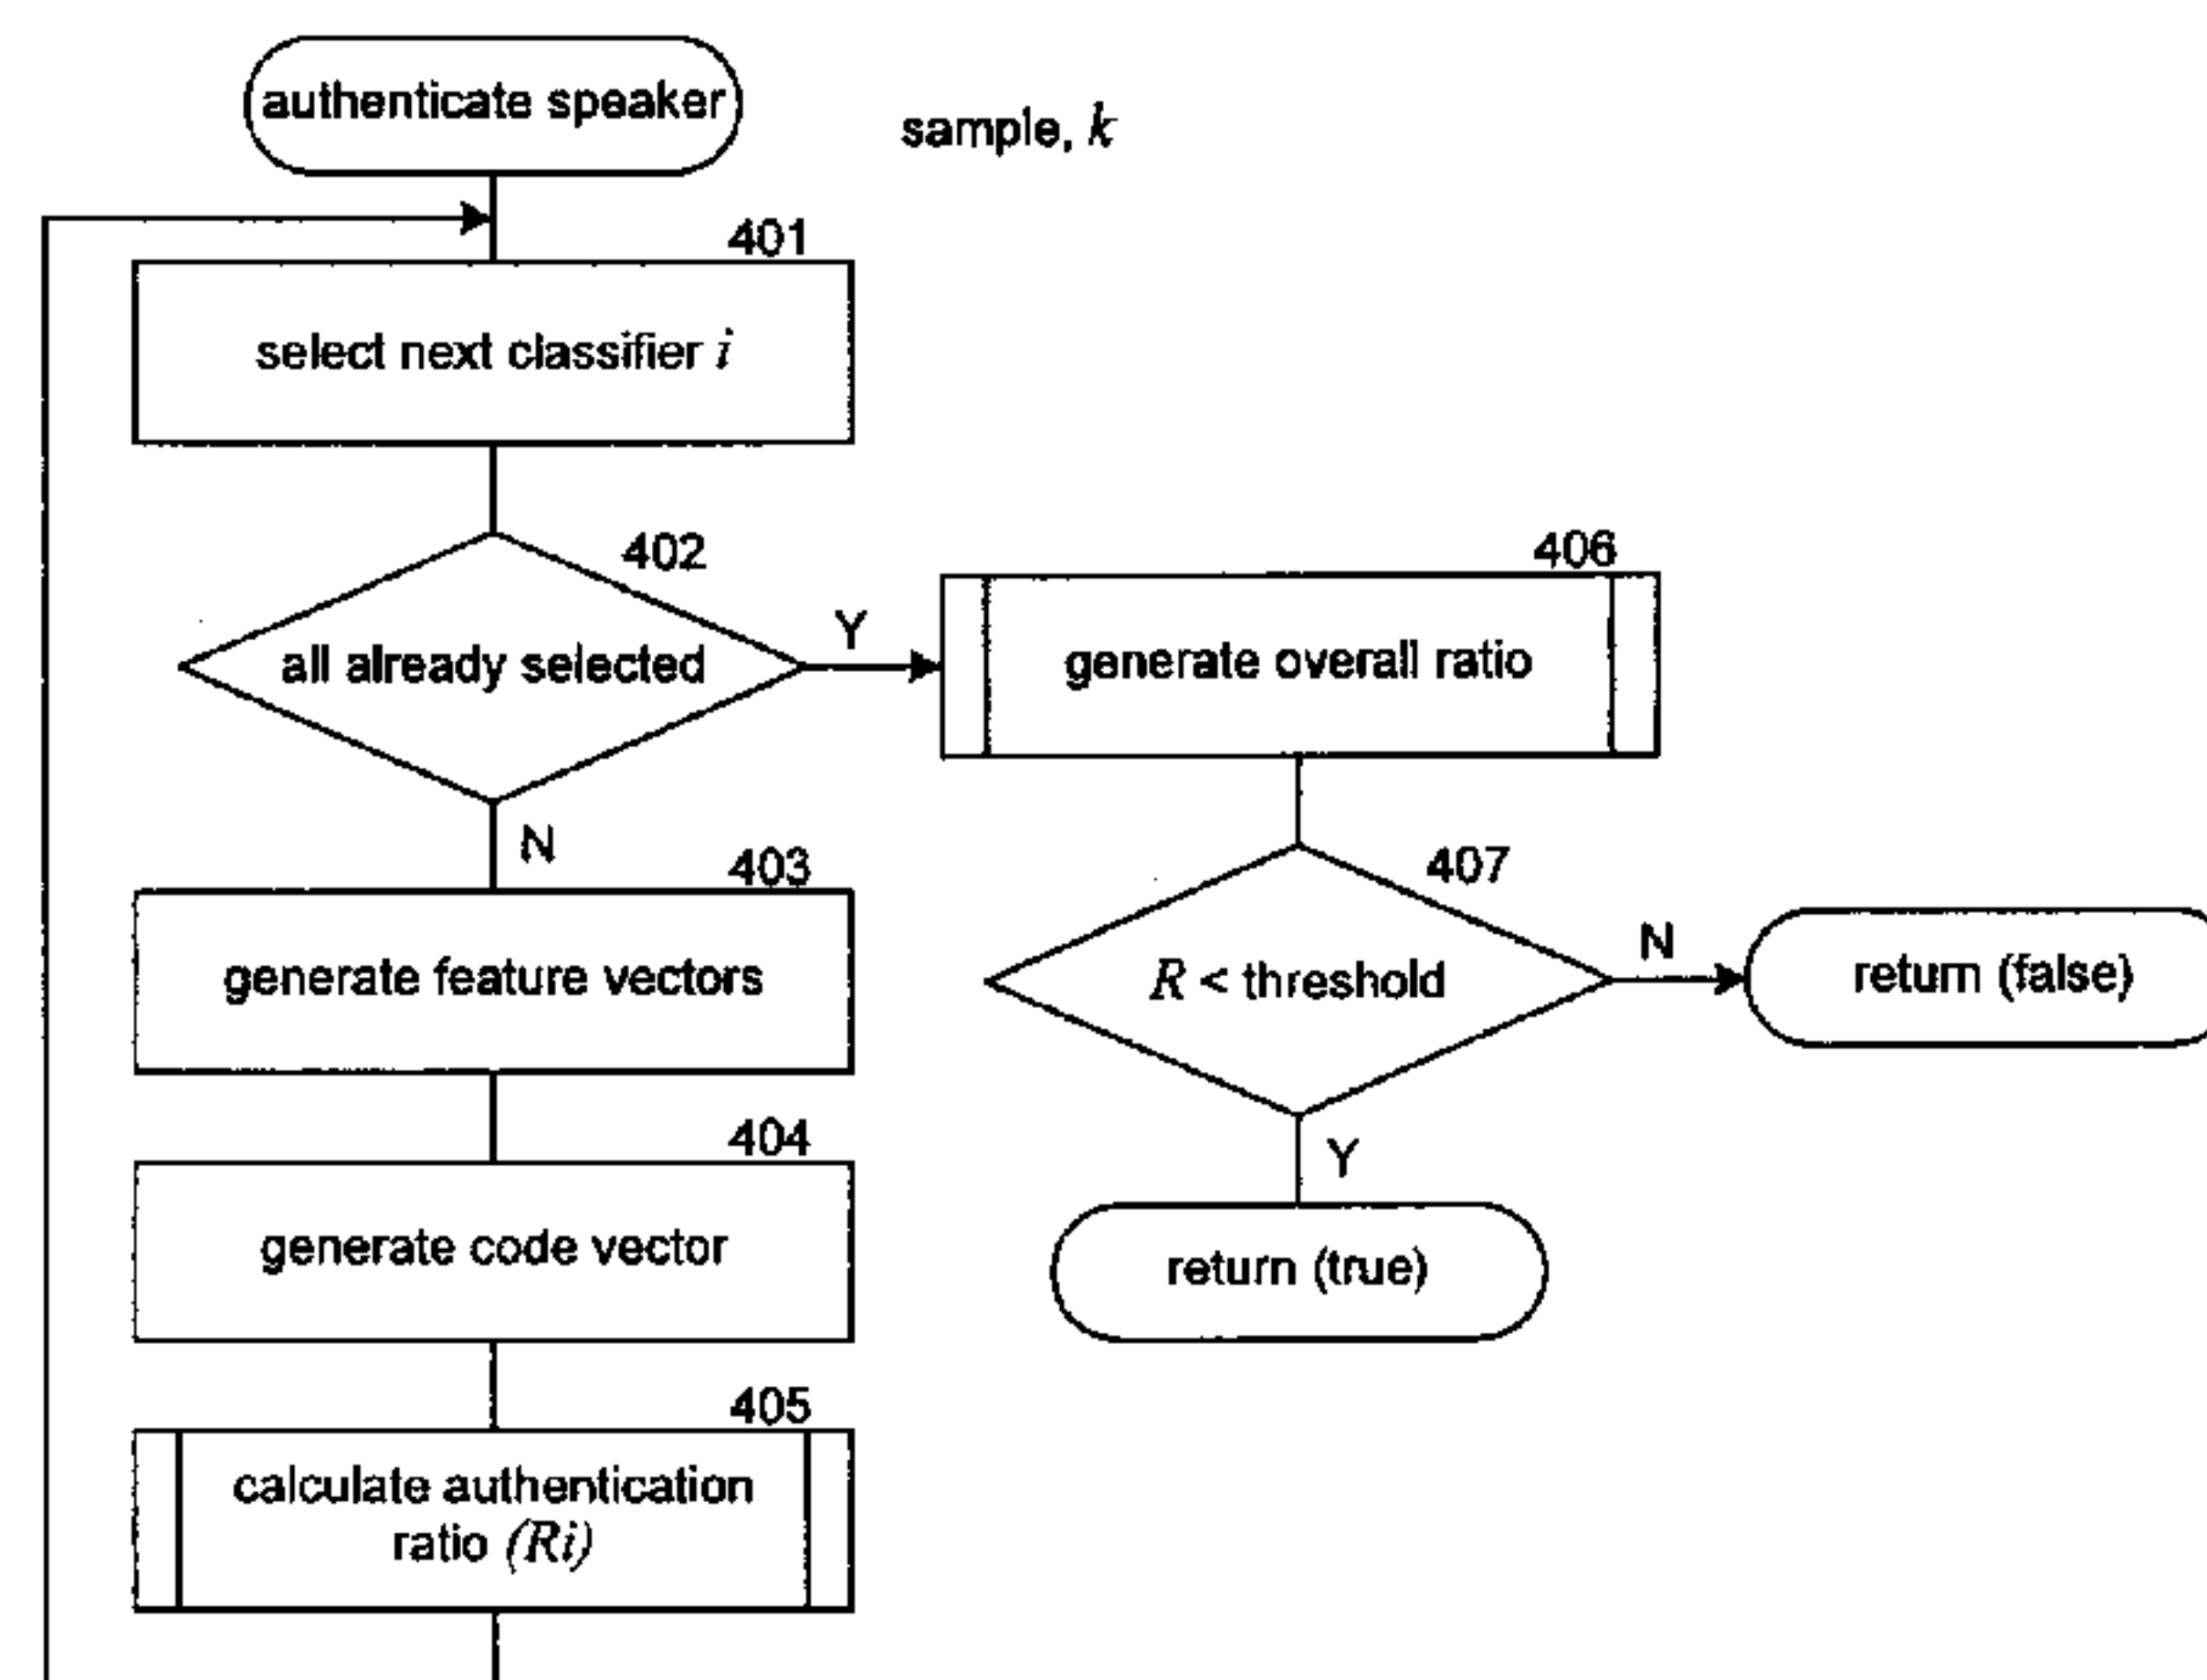 authenticate speaker
sample, k
401
select next classifier i
402
all already selected
Y
406
generate overall ratio
N
403
generate feature vectors
407
R < threshold
N
return (false)
404
generate code vector
Y
return (true)
405
calculate authentication
ratio (Ri)